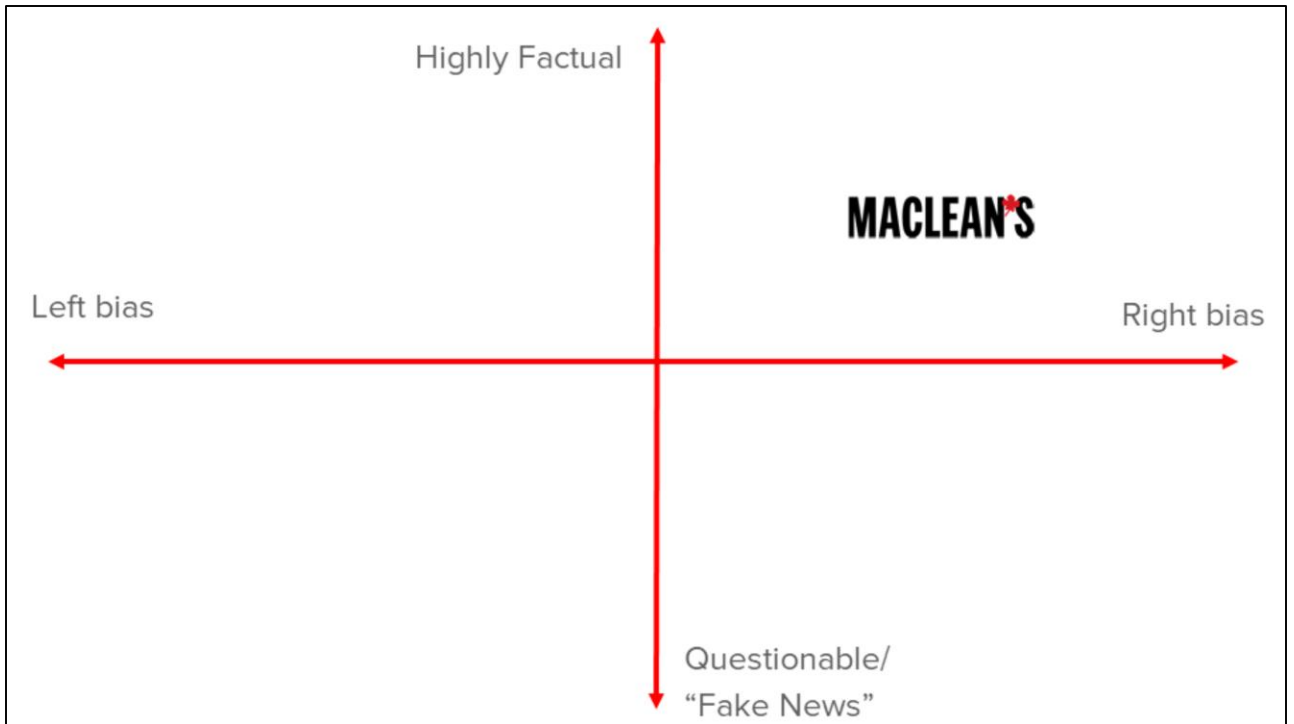 Highly Factual
MACLEAN'S
Left bias
Right bias
Questionable/
“Fake News”